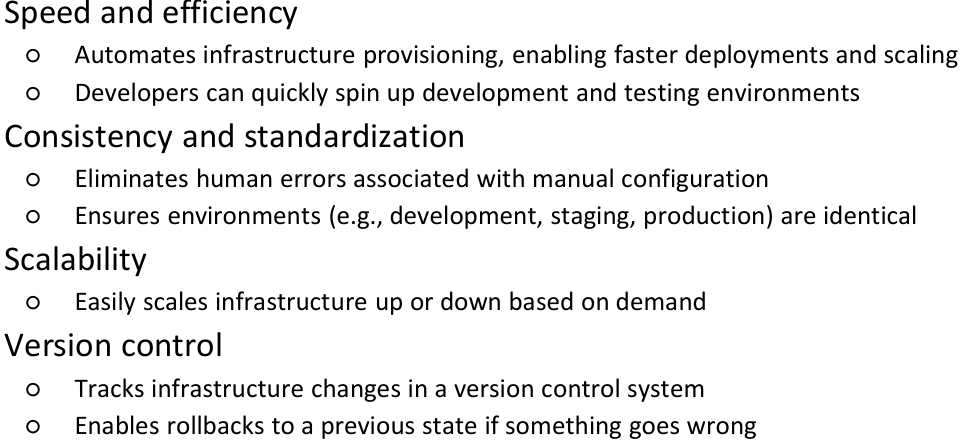 Speed and efficiency
○ Automates infrastructure provisioning, enabling faster deployments and scaling
○ Developers can quickly spin up development and testing environments
Consistency and standardization
○ Eliminates human errors associated with manual configuration
○ Ensures environments (e.g., development, staging, production) are identical
Scalability
○ Easily scales infrastructure up or down based on demand
Version control
○ Tracks infrastructure changes in a version control system
○ Enables rollbacks to a previous state if something goes wrong